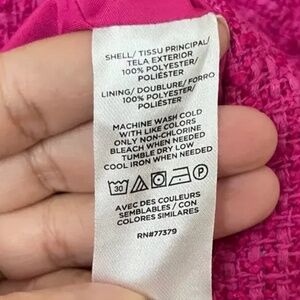 SHELL/ TISSU PRINCIPAL/
TELA EXTERIOR
100% POLYESTER/
POLIÉSTER
LINING/ DOUBLURE/ FORRO
100% POLYESTER/
POLIÉSTER
MACHINE WASH COLD
WITH LIKE COLORS
ONLY NON-CHLORINE
BLEACH WHEN NEEDED
TUMBLE DRY LOW
COOL IRON WHEN NEEDED
30 P
AVEC DES COULEURS
SEMBLABLES / CON
COLORES SIMILARES
RN#77379